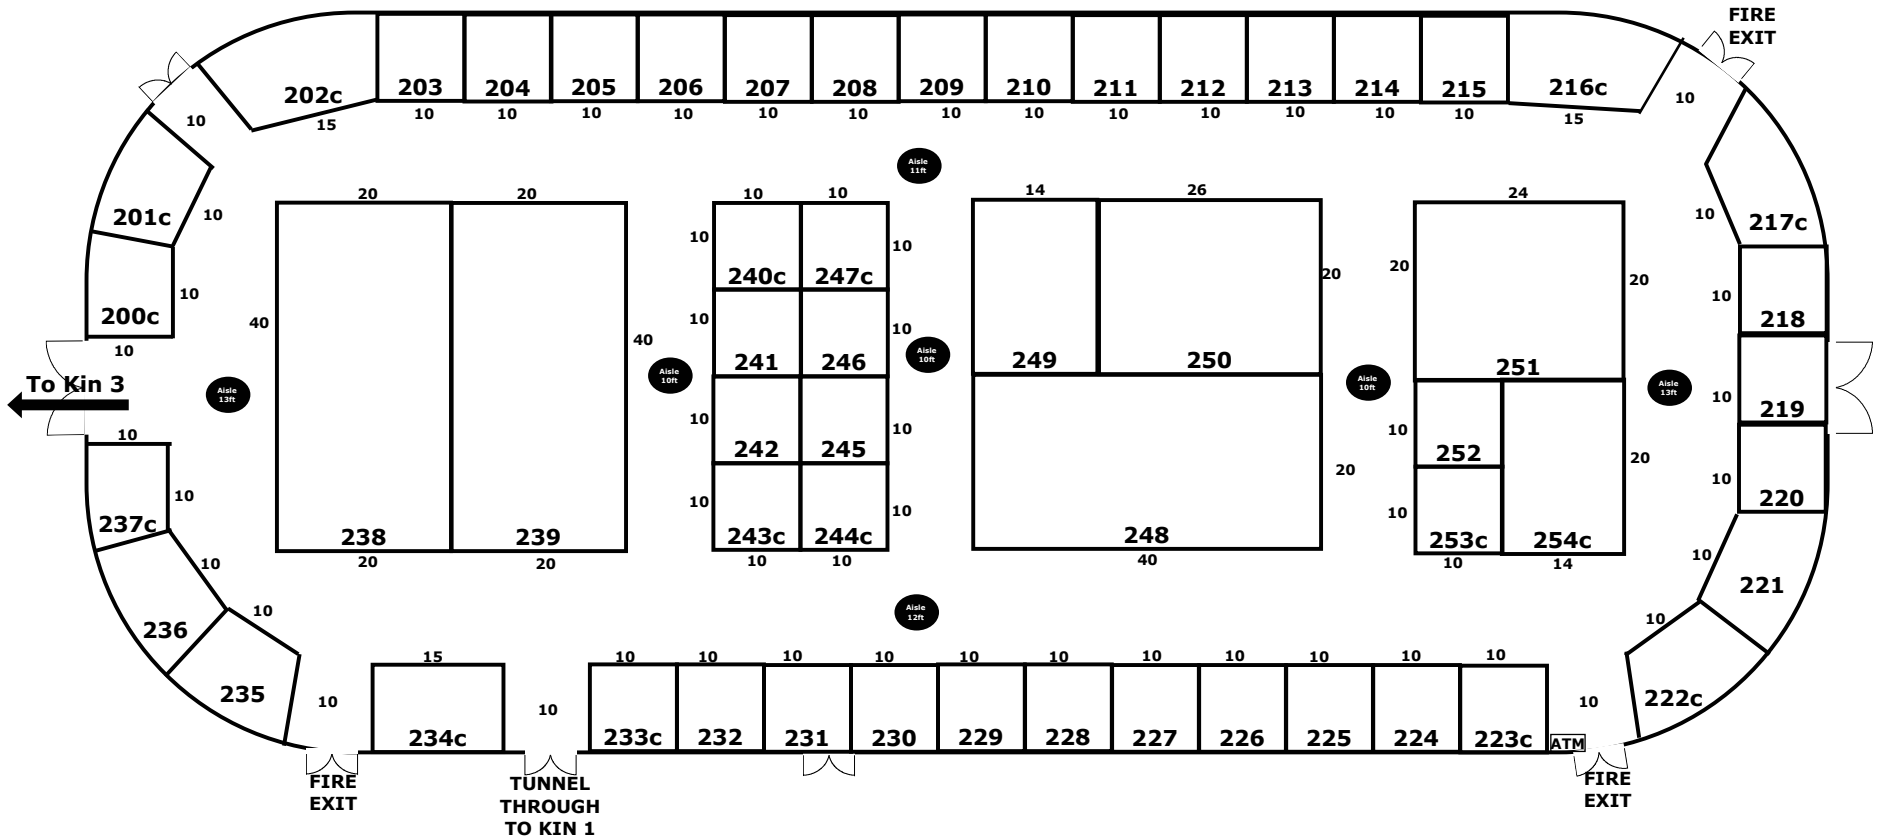 FIRE
EXIT
202c
203
204
205
206
207
208
209
210
211
212
213
214
215
216c
15
10
10
10
10
10
10
10
10
10
10
10
10
10
15
10
10
Aisle
11ft
201c
10
217c
10
20
20
10
10
14
26
24
200c
10
10
40
238
20
239
40
20
10
240c
247c
10
10
241
246
10
10
242
245
10
10
243c
244c
10
10
10
249
250
20
248
20
40
20
251
20
10
252
10
253c
10
254c
14
20
10
218
10
219
10
220
To Kin 3
Aisle
13ft
Aisle
10ft
Aisle
10ft
Aisle
10ft
Aisle
13ft
10
237c
10
236
10
235
10
Aisle
12ft
10
221
10
222c
10
15
234c
10
10
10
10
10
10
10
10
10
10
10
10
233c
232
231
230
229
228
227
226
225
224
223c
ATM
FIRE
EXIT
TUNNEL
THROUGH
TO KIN 1
FIRE
EXIT